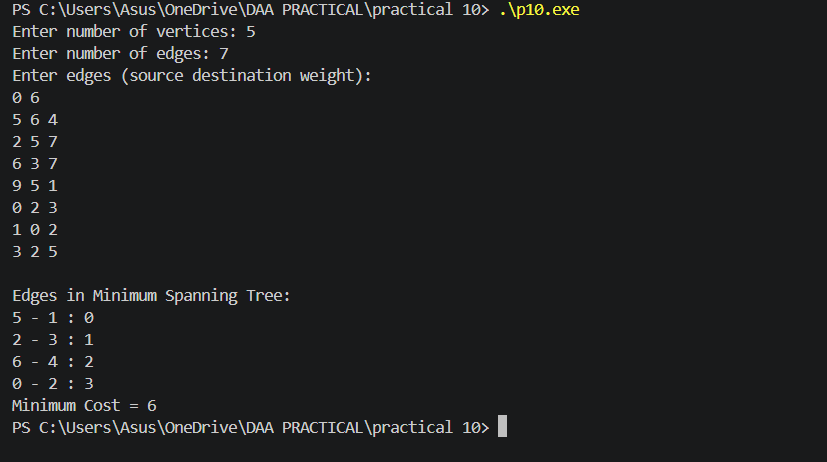 PS C:\Users\Asus\OneDrive\DAA PRACTICAL\practical 10> .\p10.exe
Enter number of vertices: 5
Enter number of edges: 7
Enter edges (source destination weight):
0 6
5 6 4
2 5 7
6 3 7
9 5 1
0 2 3
1 0 2
3 2 5
Edges in Minimum Spanning Tree:
5 - 1 : 0
2 - 3 : 1
6 - 4 : 2
0 - 2 : 3
Minimum Cost = 6
PS C:\Users\Asus\OneDrive\DAA PRACTICAL\practical 10>